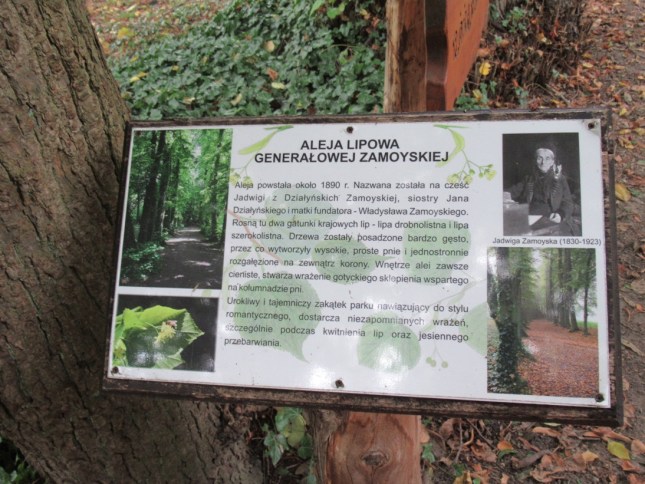 ALEJA LIPOWA
GENERAŁOWEJ ZAMOYSKIEJ
Aleja powstała około 1890 r. Nazwana została na cześć
Jadwigi z Działyńskich Zamoyskiej, siostry Jana
Działyńskiego i matki fundatora - Władysława Zamoyskiego.
Rosną tu dwa gatunki krajowych lip - lipa drobnolistna i lipa
szerokolistna. Drzewa zostały posadzone bardzo gęsto,
przez co wytworzyły wysokie, proste pnie i jednostronnie
rozgałęzione na zewnątrz korony. Wnętrze alei zawsze
cieniste, stwarza wrażenie gotyckiego sklepienia wspartego
na kolumnadzie pni.
Urokliwy i tajemniczy zakątek parku nawiązujący do stylu
romantycznego, dostarcza niezapomnianych wrażeń,
szczególnie podczas kwitnienia lip oraz jesiennego
przebarwiania.
Jadwiga Zamoyska (1830-1923)